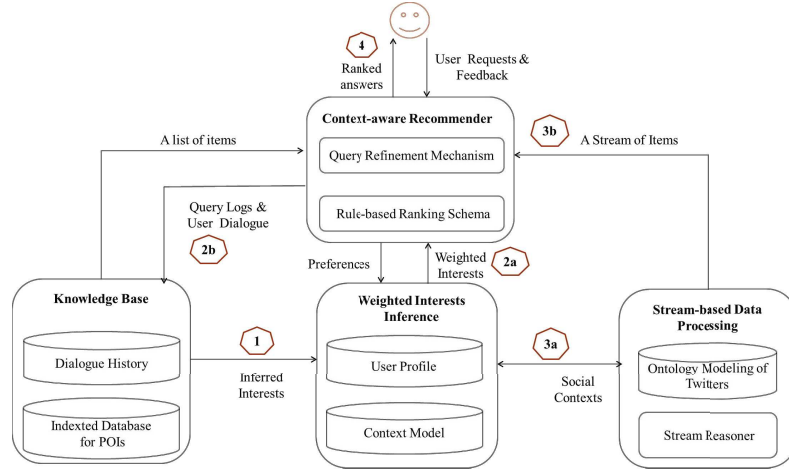 4
Ranked
answers
User Requests &
Feedback
Context-aware Recommender
3b
A list of items
A Stream of Items
Query Refinement Mechanism
Query Logs &
User Dialogue
Rule-based Ranking Schema
2b
Preferences
Weighted
Interests
2a
Knowledge Base
Weighted Interests
Inference
Stream-based Data
Processing
1
3a
Dialogue History
User Profile
Ontology Modeling of
Twitters
Inferred
Interests
Social
Contexts
Indexted Database
for POIs
Context Model
Stream Reasoner